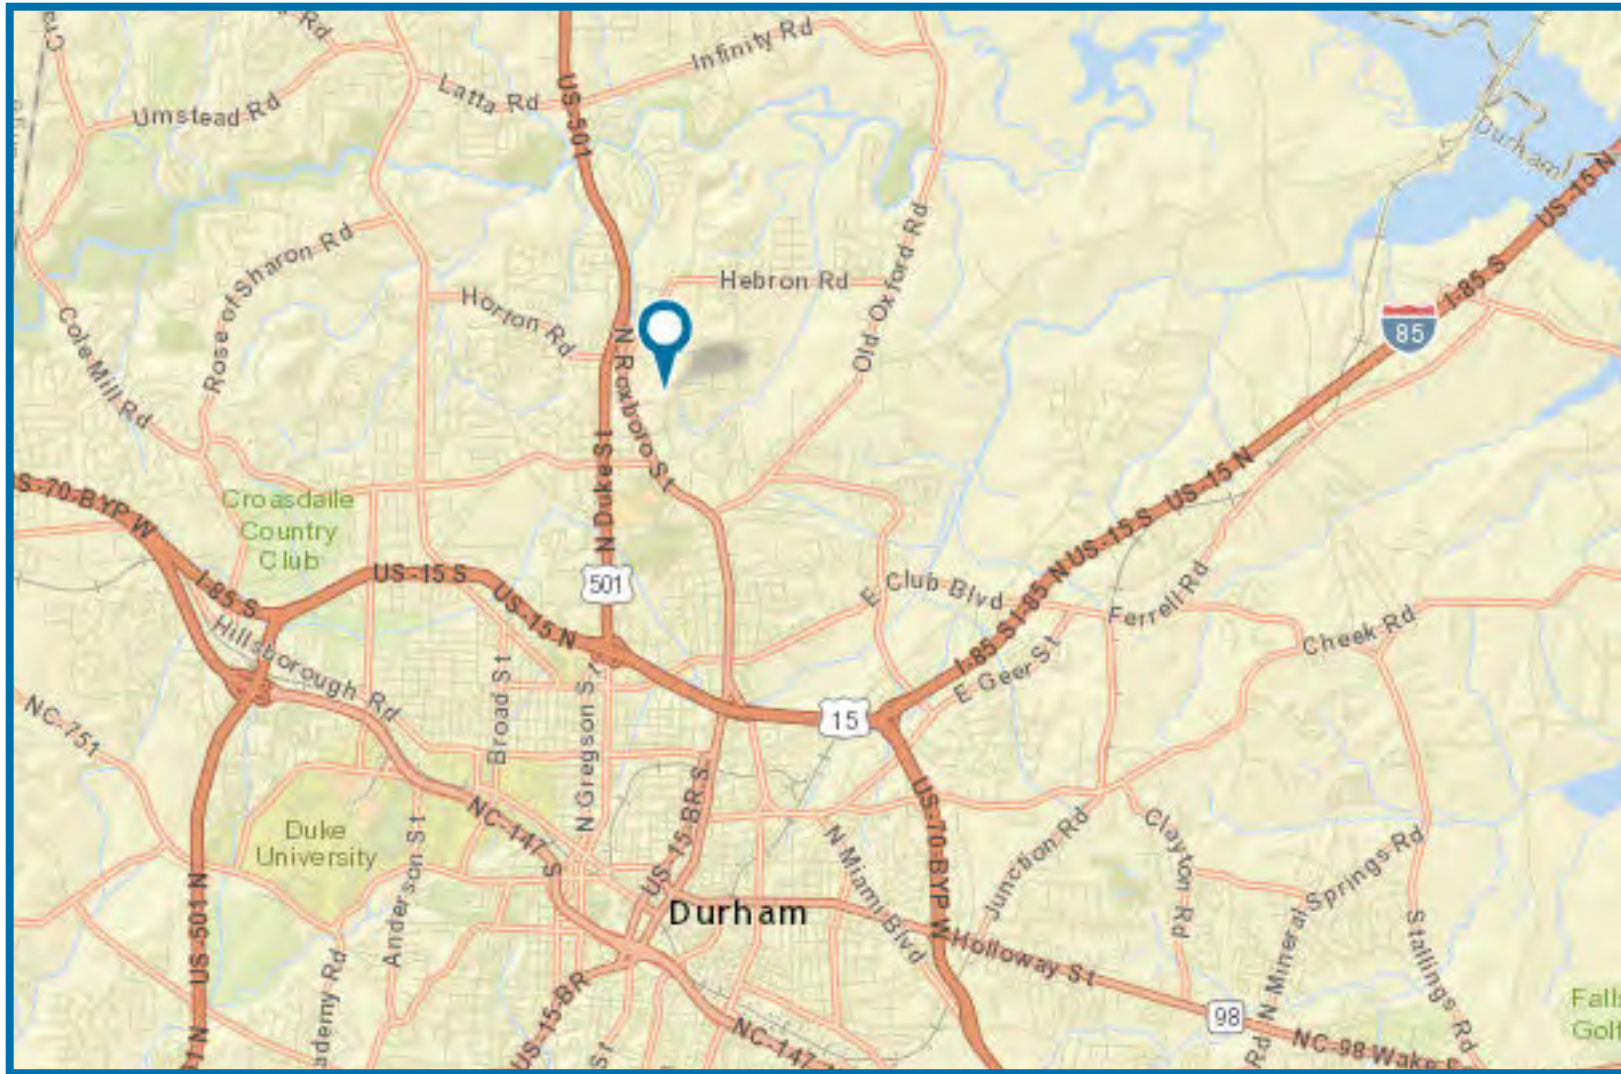 Infinity Rd
Latta Rd
Umstead Rd
US-501
Durham
US-15 N
Rose of Sharon Rd
Hebron Rd
Old Oxford Rd
I-85 S
Horton Rd
Cole Mill Rd
N Roxboro St
85
US-15 N
S-70 BYP W
Croasdaile
Country
Club
N Duke St
US-15 S
I-85 N
US-15 S
501
I-85 S
US-15 N
E Club Blvd
Ferrell Rd
Hillsborough Rd
Cheek Rd
I-85 S
E Geer St
Broad St
N Gregson St
NC-751
15
US-15-BR S
US-70 BYP W
NC-147 S
Duke
University
Anderson St
N Miami Blvd
Junction Rd
Clayton Rd
N Mineral Springs Rd
Durham
Holloway St
Stallings Rd
US-501 N
US-15-BR
98
NC-98 Wake
NC-147
Rd
St
1 N